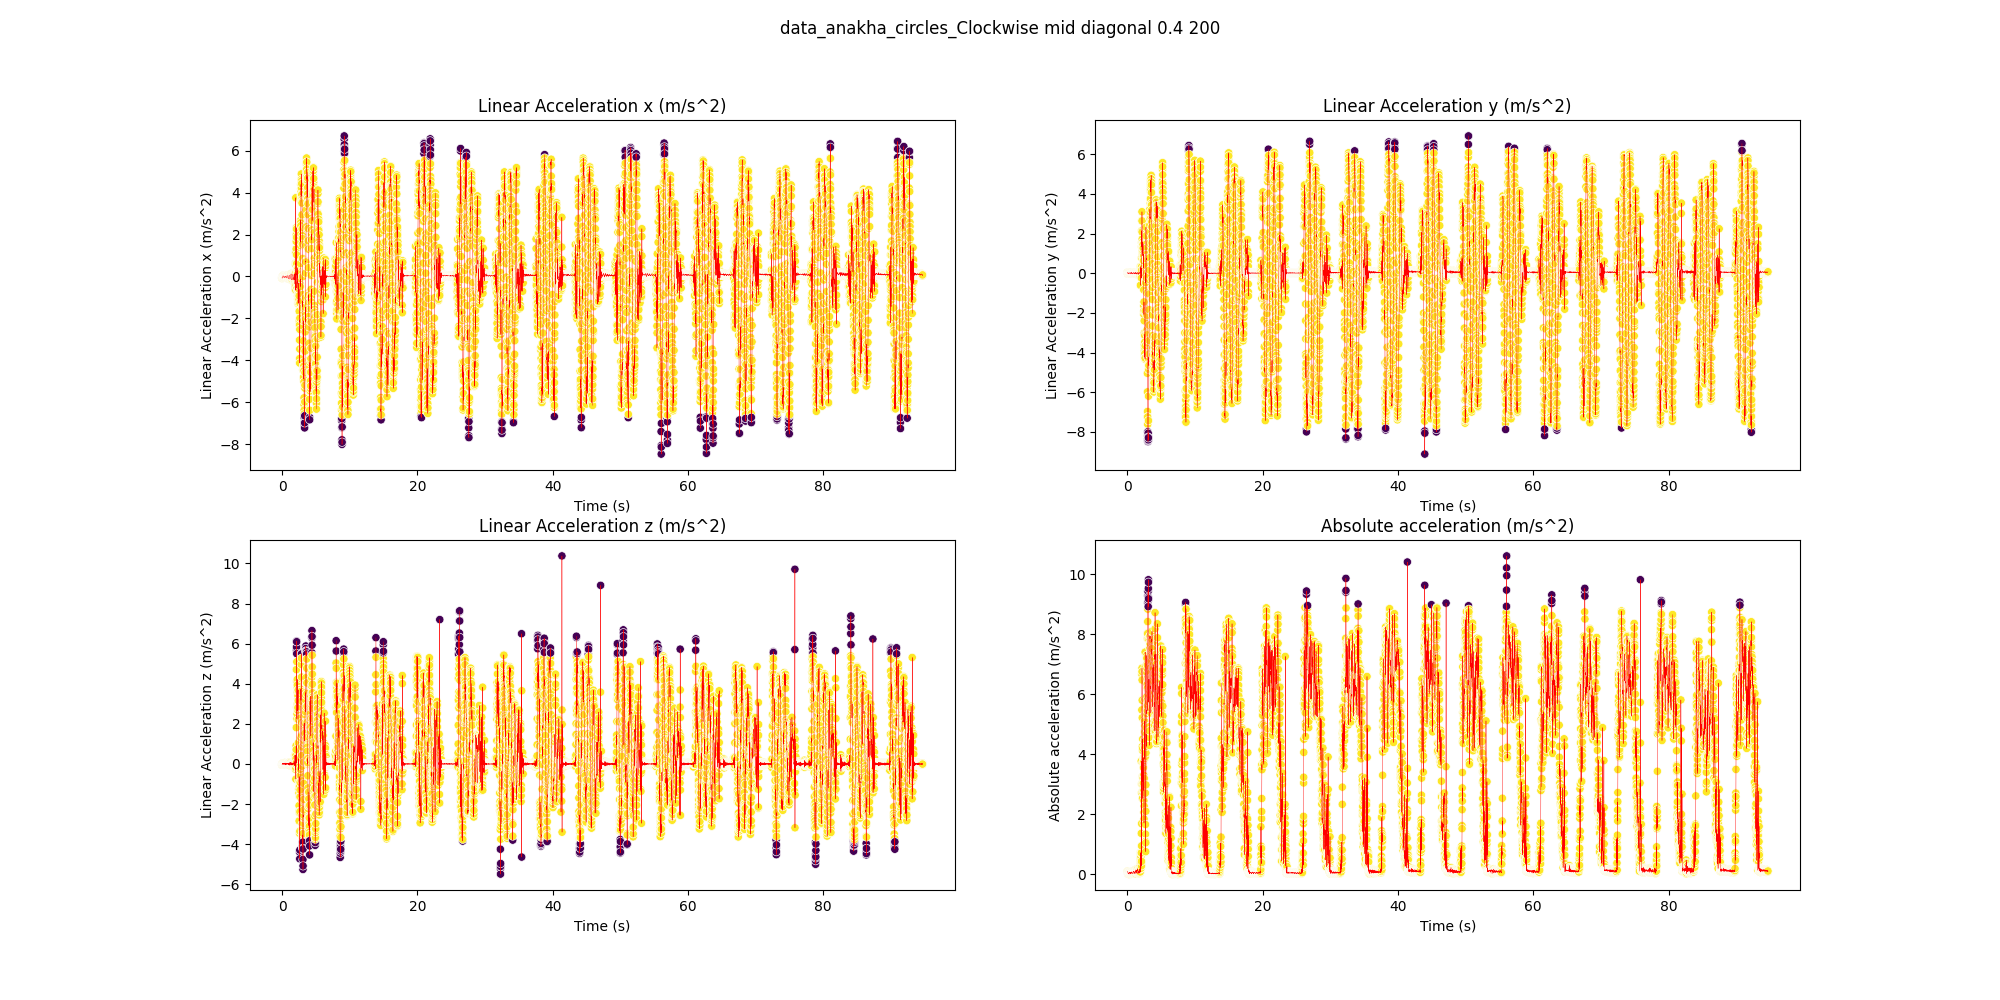 data_anakha_circles_Clockwise mid diagonal 0.4 200
Linear Acceleration x (m/s^2)
Linear Acceleration x (m/s^2)
6
4
2
0
−2
−4
−6
−8
0 20 40 60 80
Time (s)
Linear Acceleration y (m/s^2)
Linear Acceleration y (m/s^2)
6
4
2
0
−2
−4
−6
−8
0 20 40 60 80
Time (s)
Linear Acceleration z (m/s^2)
Linear Acceleration z (m/s^2)
10
8
6
4
2
0
−2
−4
−6
0 20 40 60 80
Time (s)
Absolute acceleration (m/s^2)
Absolute acceleration (m/s^2)
10
8
6
4
2
0
0 20 40 60 80
Time (s)